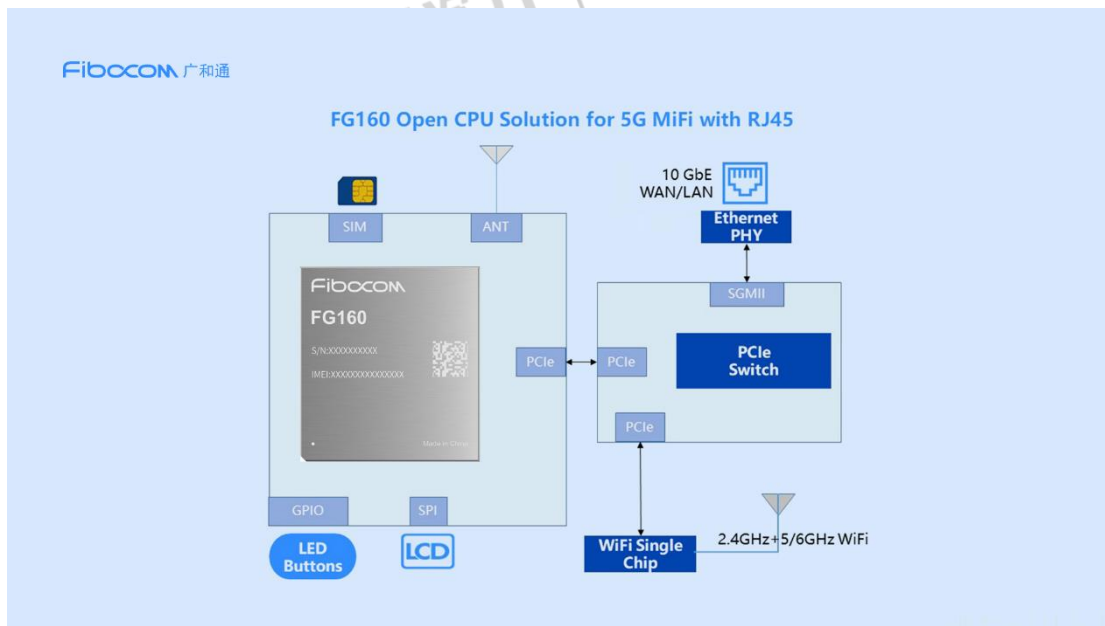 Fibocom 广和通
FG160 Open CPU Solution for 5G MiFi with RJ45
10 GbE
WAN/LAN
Ethernet
PHY
SIM
ANT
SGMII
Fibocom
FG160
S/N:XXXXXXXXXX
IMEI:XXXXXXXXXXXXXXX
Made in China
PCIe
PCIe
PCIe
Switch
PCIe
GPIO
SPI
LED
Buttons
LCD
WiFi Single
Chip
2.4GHz+5/6GHz WiFi